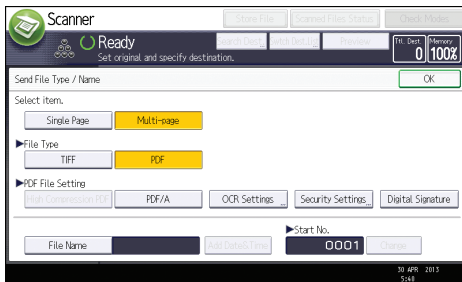 Scanner
Store File
Scanned Files Status
Check Modes
Ready
Search Dest.
Switch Dest.List
Preview
Ttl. Dest. Memory
Set original and specify destination.
0 100%
Send File Type / Name
OK
Select item.
Single Page
Multi-page
▶File Type
TIFF
PDF
▶PDF File Setting
High Compression PDF
PDF/A
OCR Settings
Security Settings
Digital Signature
▶Start No.
File Name
Add Date&Time
0001
Change
30 APR 2013
5:40